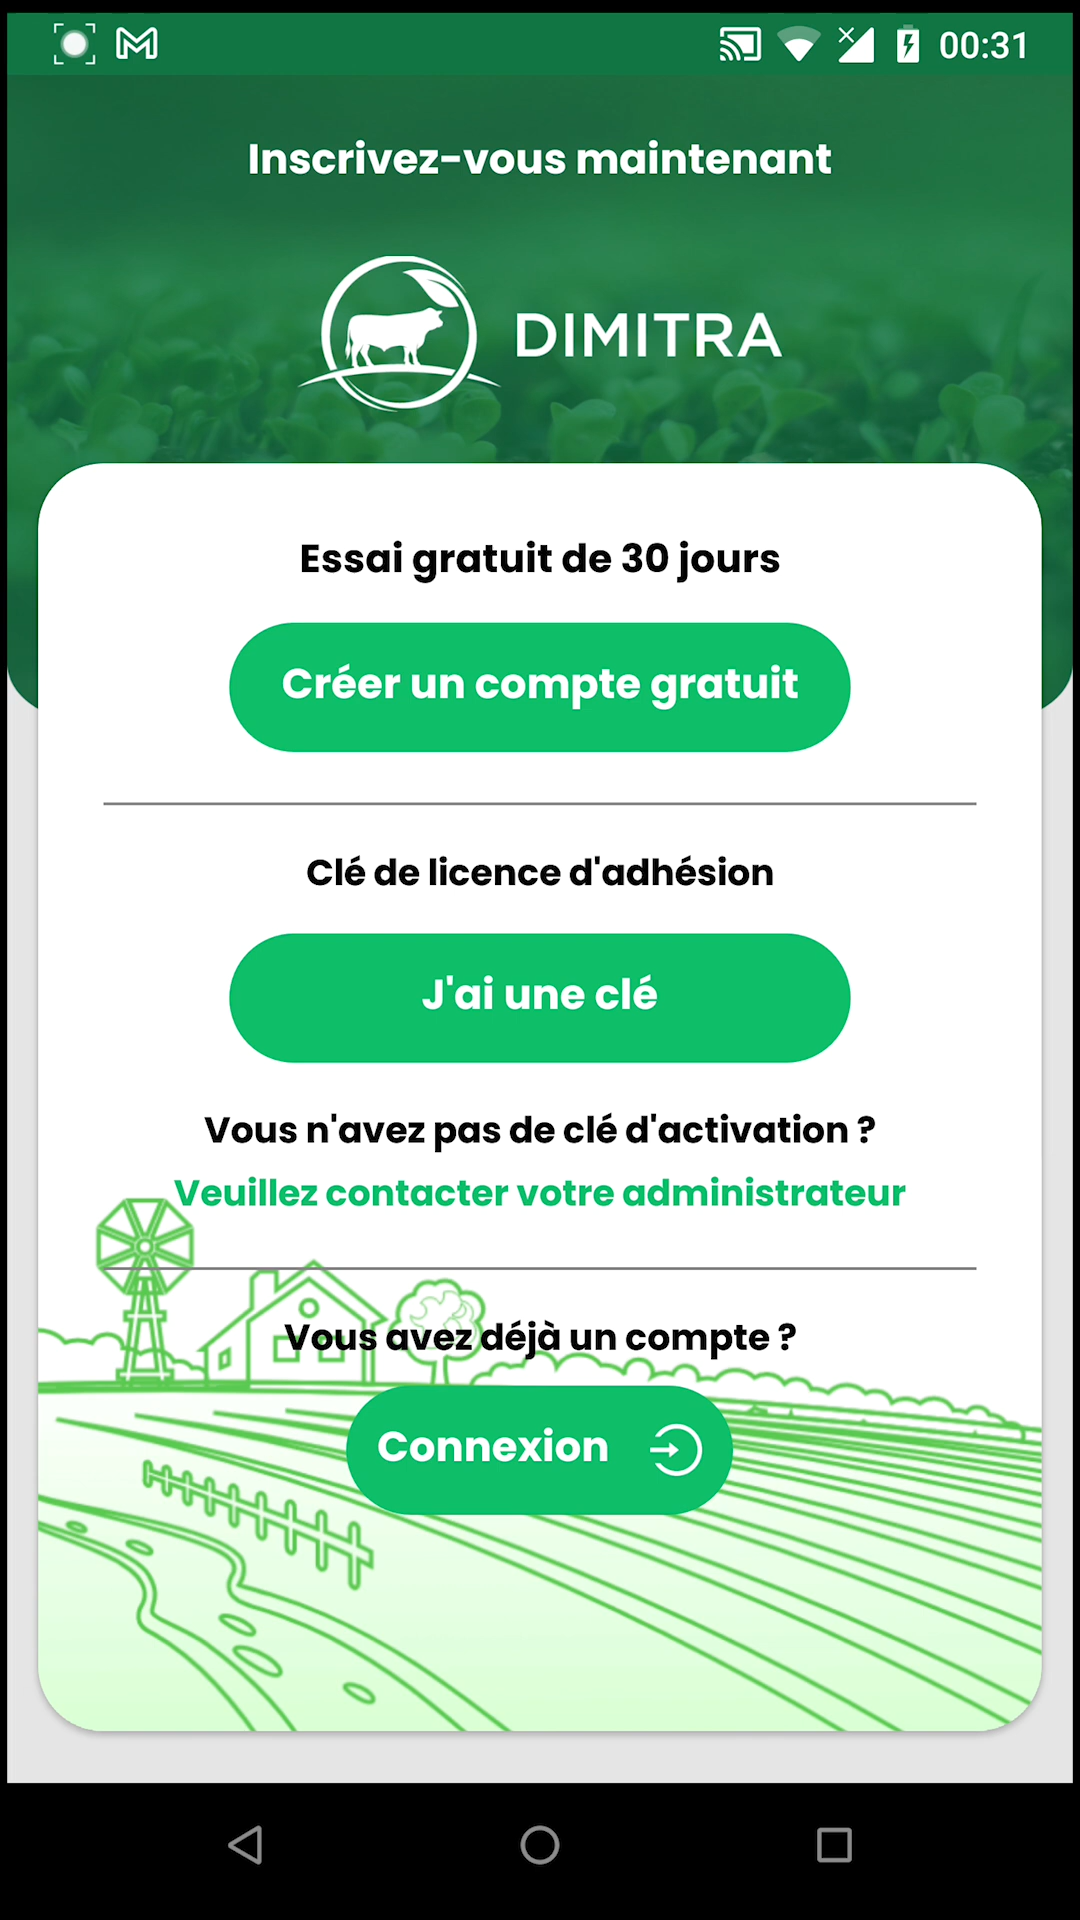 00:31
Inscrivez-vous maintenant
DIMITRA
Essai gratuit de 30 jours
Créer un compte gratuit
Clé de licence d'adhésion
J'ai une clé
Vous n'avez pas de clé d'activation ?
Veuillez contacter votre administrateur
Vous avez déjà un compte ?
Connexion